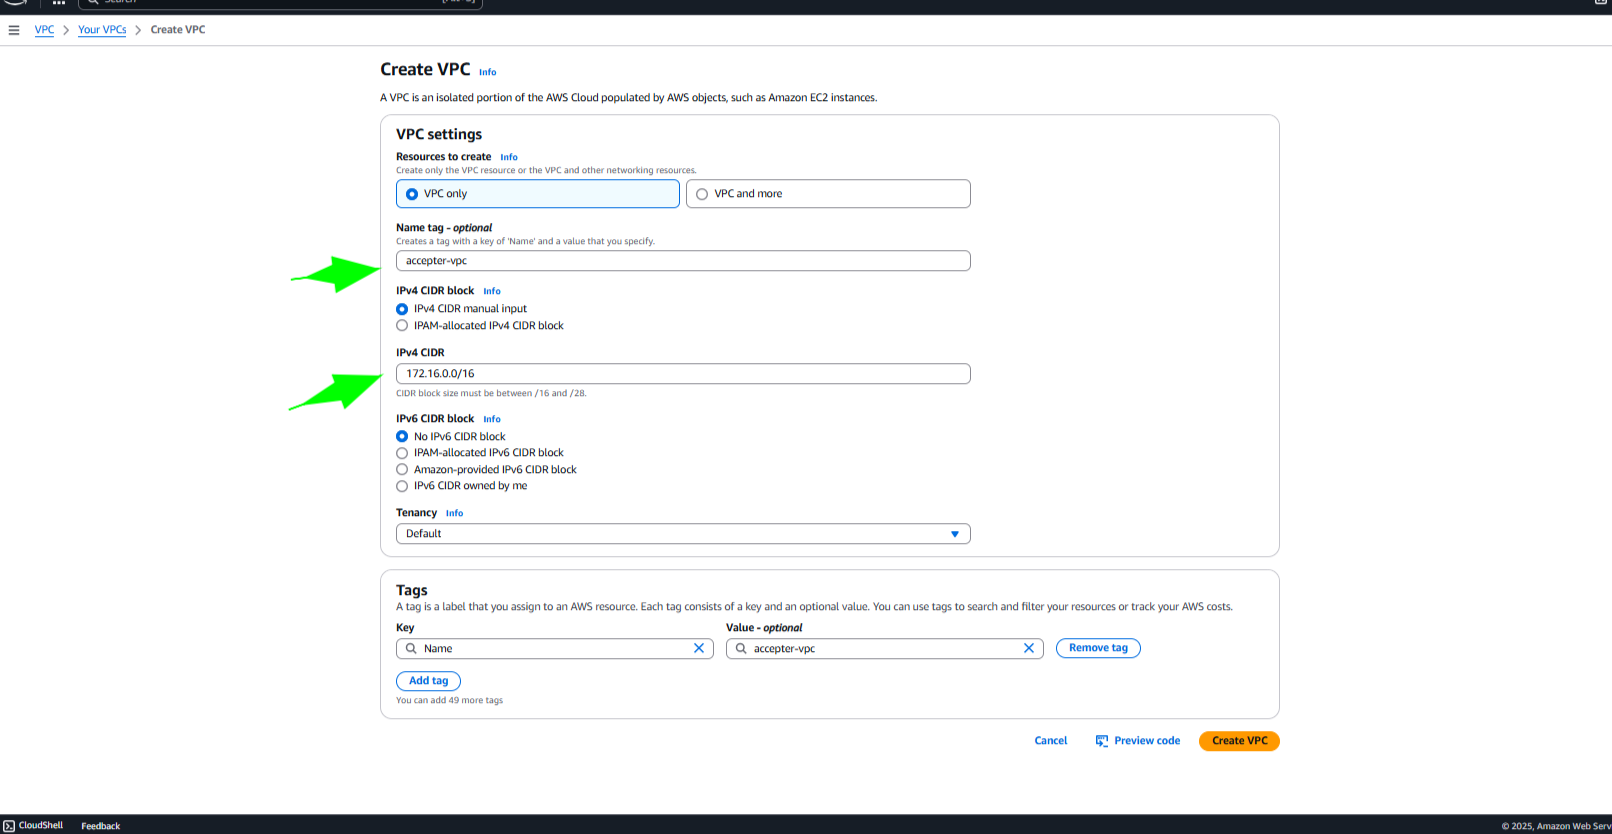 VPC > Your VPCs > Create VPC
Create VPC Info
A VPC is an isolated portion of the AWS Cloud populated by AWS objects, such as Amazon EC2 instances.
VPC settings
Resources to create Info
Create only the VPC resource or the VPC and other networking resources.
VPC only
VPC and more
Name tag - optional
Creates a tag with a key of 'Name' and a value that you specify.
accepter-vpc
IPv4 CIDR block Info
IPv4 CIDR manual input
IPAM-allocated IPv4 CIDR block
IPv4 CIDR
172.16.0.0/16
CIDR block size must be between /16 and /28.
IPv6 CIDR block Info
No IPv6 CIDR block
IPAM-allocated IPv6 CIDR block
Amazon-provided IPv6 CIDR block
IPv6 CIDR owned by me
Tenancy Info
Default
Tags
A tag is a label that you assign to an AWS resource. Each tag consists of a key and an optional value. You can use tags to search and filter your resources or track your AWS costs.
Key
Value - optional
Name
accepter-vpc
Remove tag
Add tag
You can add 49 more tags
Cancel
Preview code
Create VPC
CloudShell
Feedback
© 2025, Amazon Web Serv